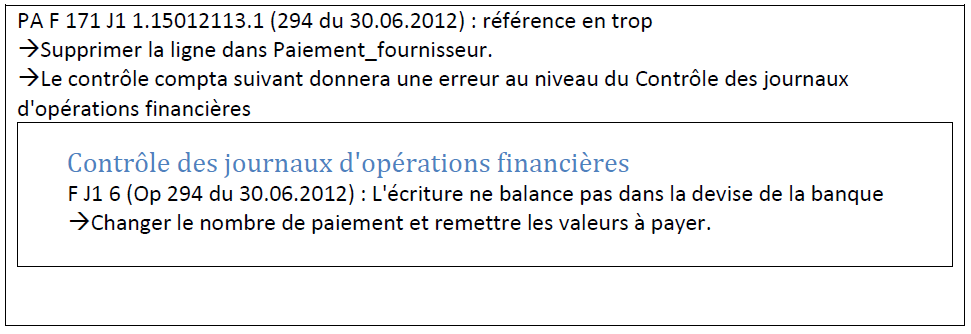 PA F 171 J1 1.15012113.1 (294 du 30.06.2012) : référence en trop
→Supprimer la ligne dans Paiement_fournisseur.
→Le contrôle compta suivant donnera une erreur au niveau du Contrôle des journaux
d'opérations financières
Contrôle des journaux d'opérations financières
F J1 6 (Op 294 du 30.06.2012) : L'écriture ne balance pas dans la devise de la banque
→Changer le nombre de paiement et remettre les valeurs à payer.